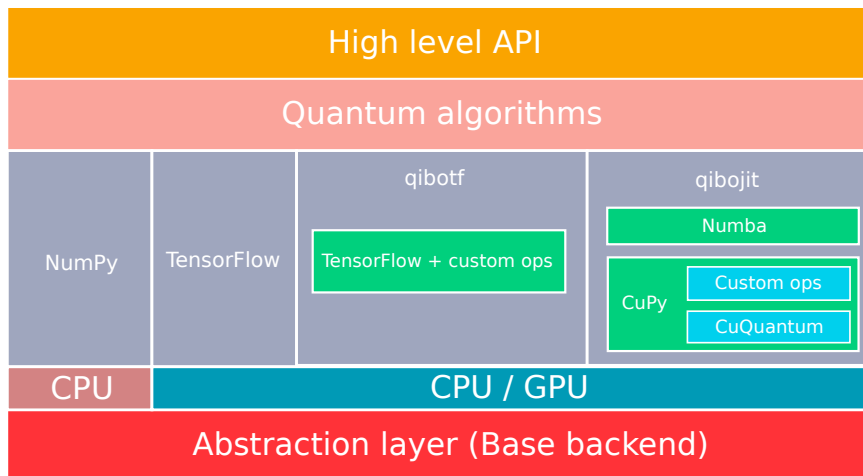 High level API
Quantum algorithms
NumPy
TensorFlow
qibotf
TensorFlow + custom ops
qibojit
Numba
CuPy
Custom ops
CuQuantum
CPU
CPU / GPU
Abstraction layer (Base backend)